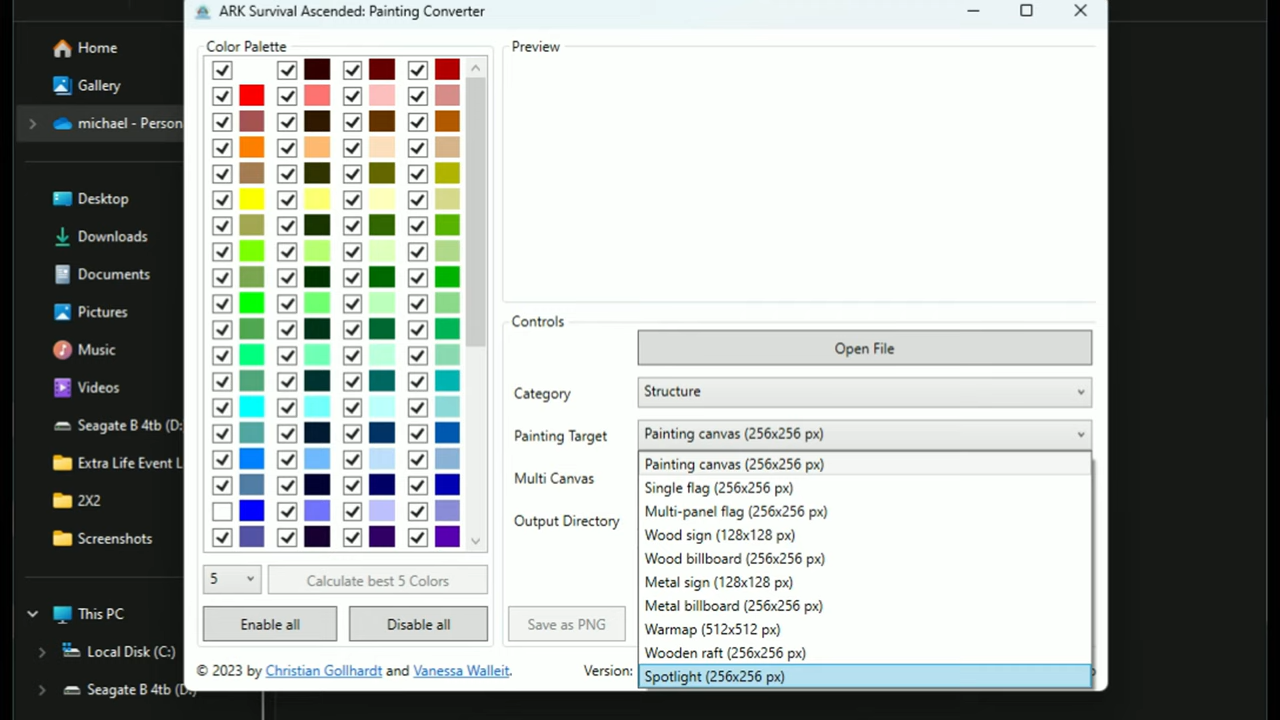 ARK Survival Ascended: Painting Converter
Home
Gallery
michael - Person
Desktop
Downloads
Documents
Pictures
Music
Videos
Seagate B 4tb (D:
Extra Life Event L
2X2
Screenshots
This PC
Local Disk (C:)
Seagate B 4tb (D:)
Color Palette
5
Calculate best 5 Colors
Enable all
Disable all
Preview
Controls
Open File
Category
Structure
Painting Target
Painting canvas (256x256 px)
Multi Canvas
Output Directory
Painting canvas (256x256 px)
Single flag (256x256 px)
Multi-panel flag (256x256 px)
Wood sign (128x128 px)
Wood billboard (256x256 px)
Metal sign (128x128 px)
Metal billboard (256x256 px)
Warmap (512x512 px)
Wooden raft (256x256 px)
Spotlight (256x256 px)
Save as PNG
© 2023 by Christian Gollhardt and Vanessa Walleit.
Version: